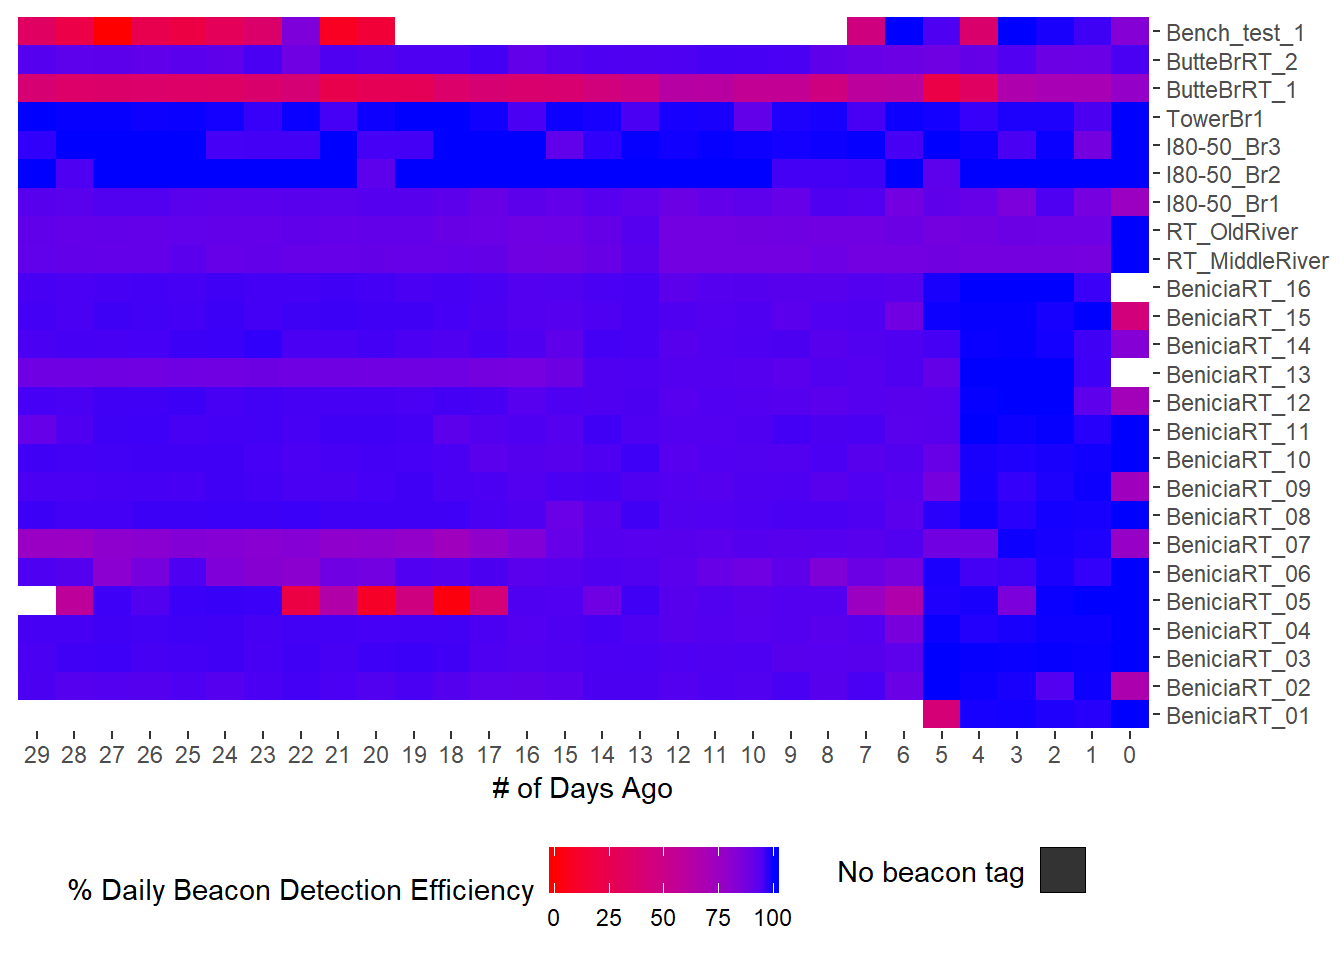 Bench_test_1
ButteBrRT_2
ButteBrRT_1
TowerBr1
I80-50_Br3
I80-50_Br2
I80-50_Br1
RT_OldRiver
RT_MiddleRiver
BeniciaRT_16
BeniciaRT_15
BeniciaRT_14
BeniciaRT_13
BeniciaRT_12
BeniciaRT_11
BeniciaRT_10
BeniciaRT_09
BeniciaRT_08
BeniciaRT_07
BeniciaRT_06
BeniciaRT_05
BeniciaRT_04
BeniciaRT_03
BeniciaRT_02
BeniciaRT_01
29 28 27 26 25 24 23 22 21 20 19 18 17 16 15 14 13 12 11 10 9 8 7 6 5 4 3 2 1 0
# of Days Ago
% Daily Beacon Detection Efficiency
0 25 50 75 100
No beacon tag